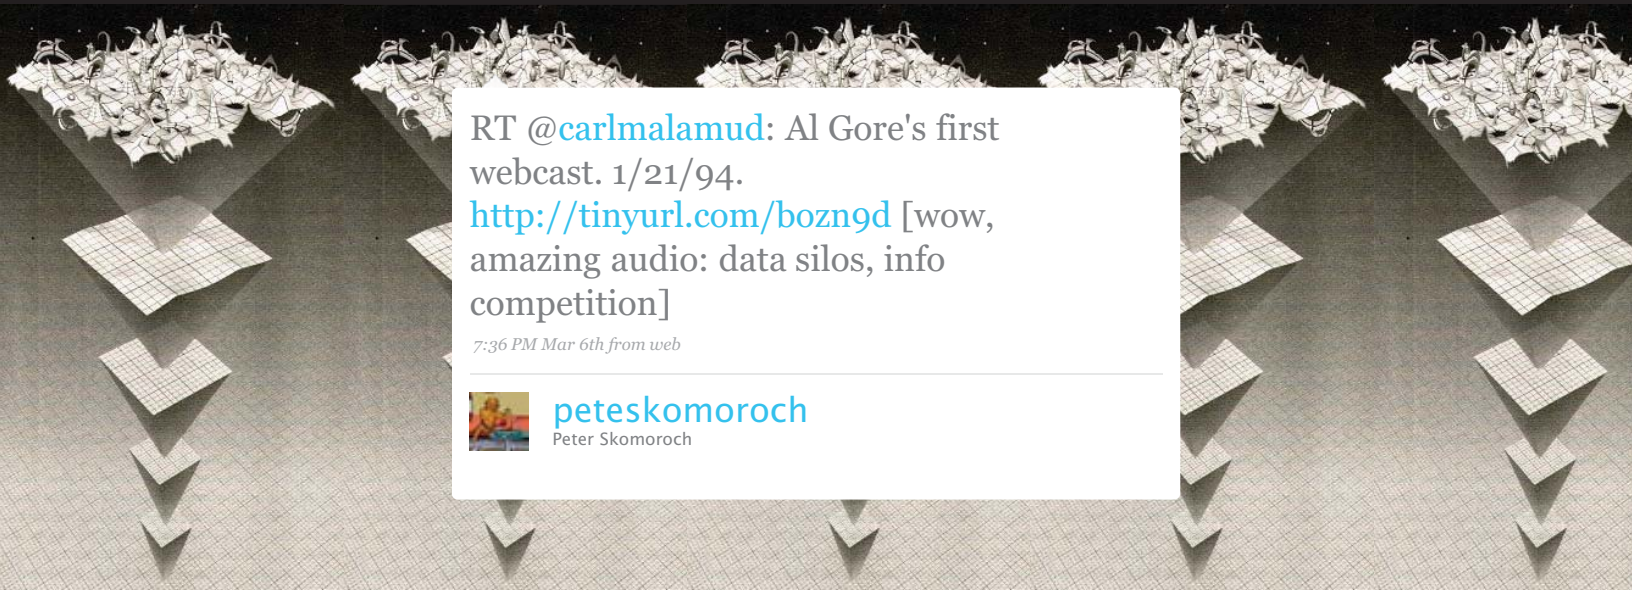 RT @carlmalamud: Al Gore's first
webcast. 1/21/94.
http://tinyurl.com/bozn9d [wow,
amazing audio: data silos, info
competition]
7:36 PM Mar 6th from web
peteskomoroch
Peter Skomoroch